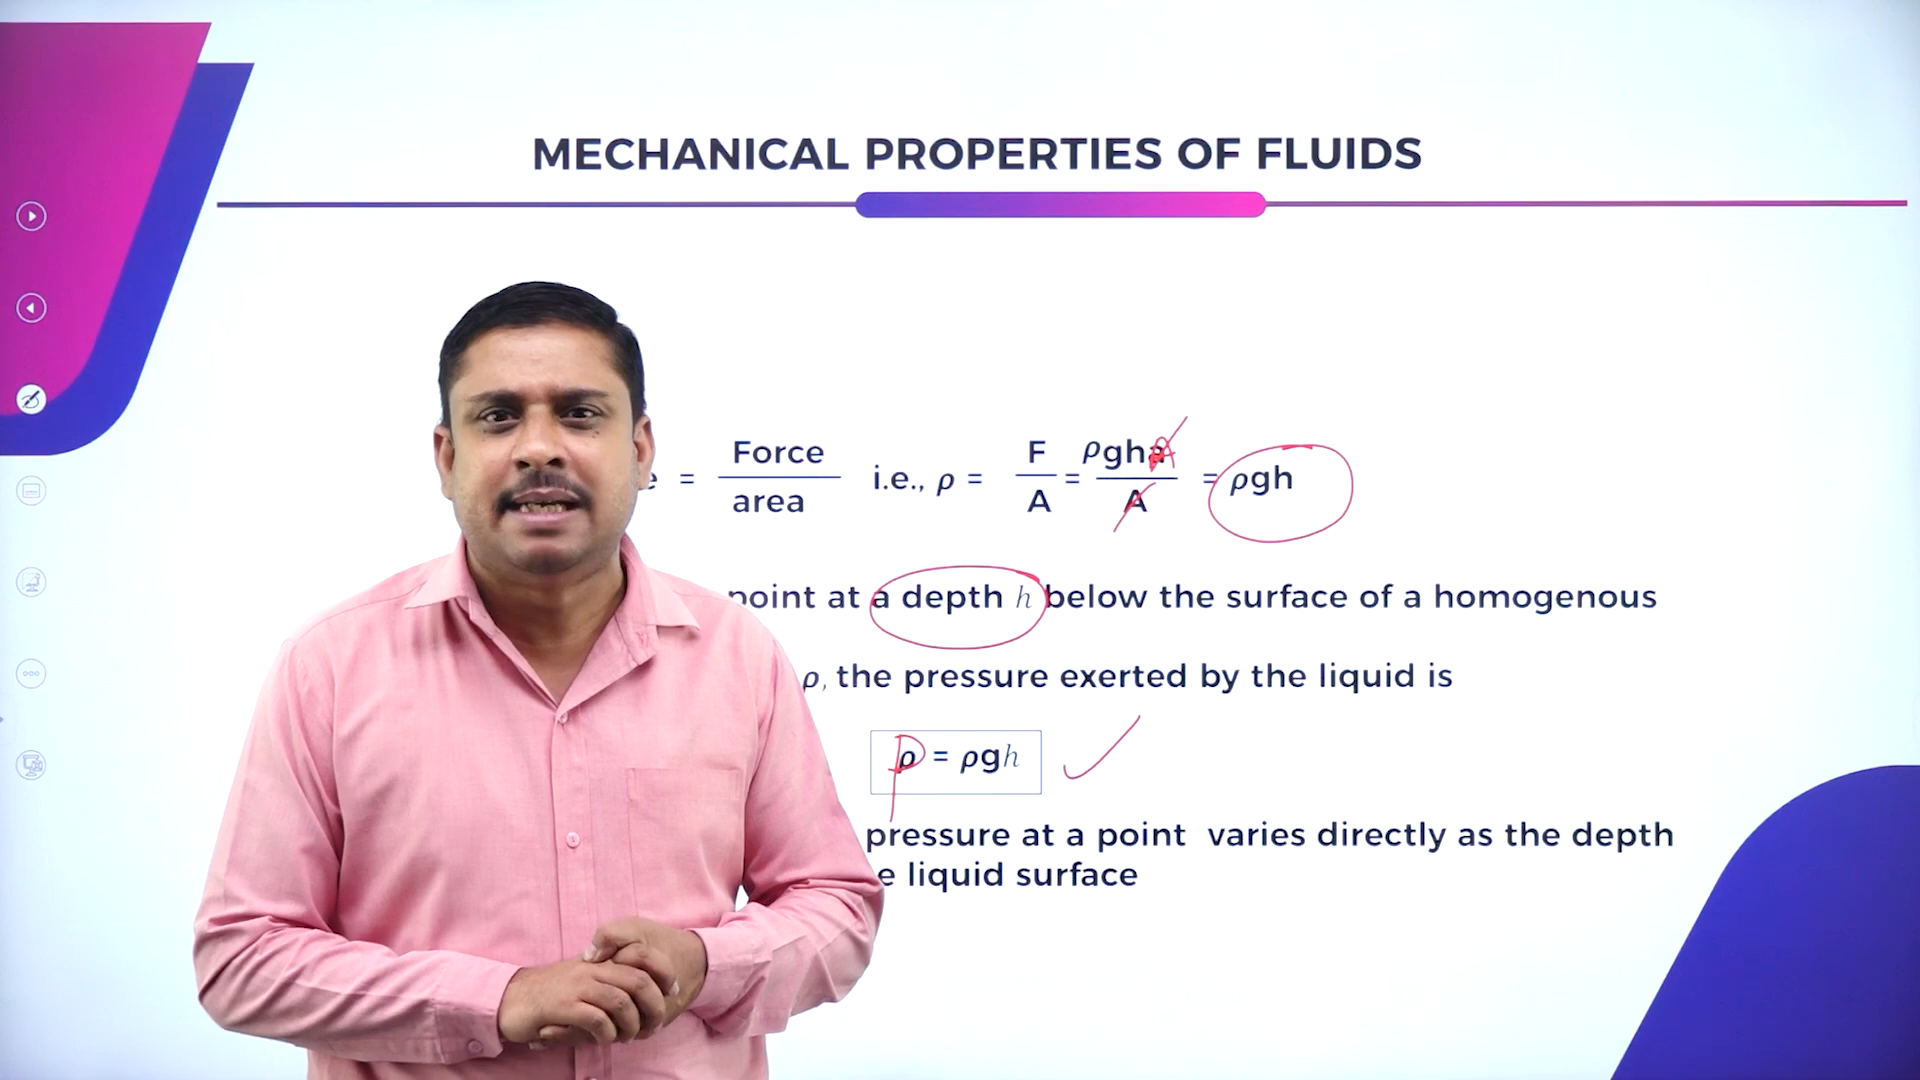 MECHANICAL PROPERTIES OF FLUIDS
= Force / area i.e., ρ = F / A = ρghA / A = ρgh
point at a depth h below the surface of a homogenous
ρ, the pressure exerted by the liquid is
p = ρgh
pressure at a point varies directly as the depth
liquid surface